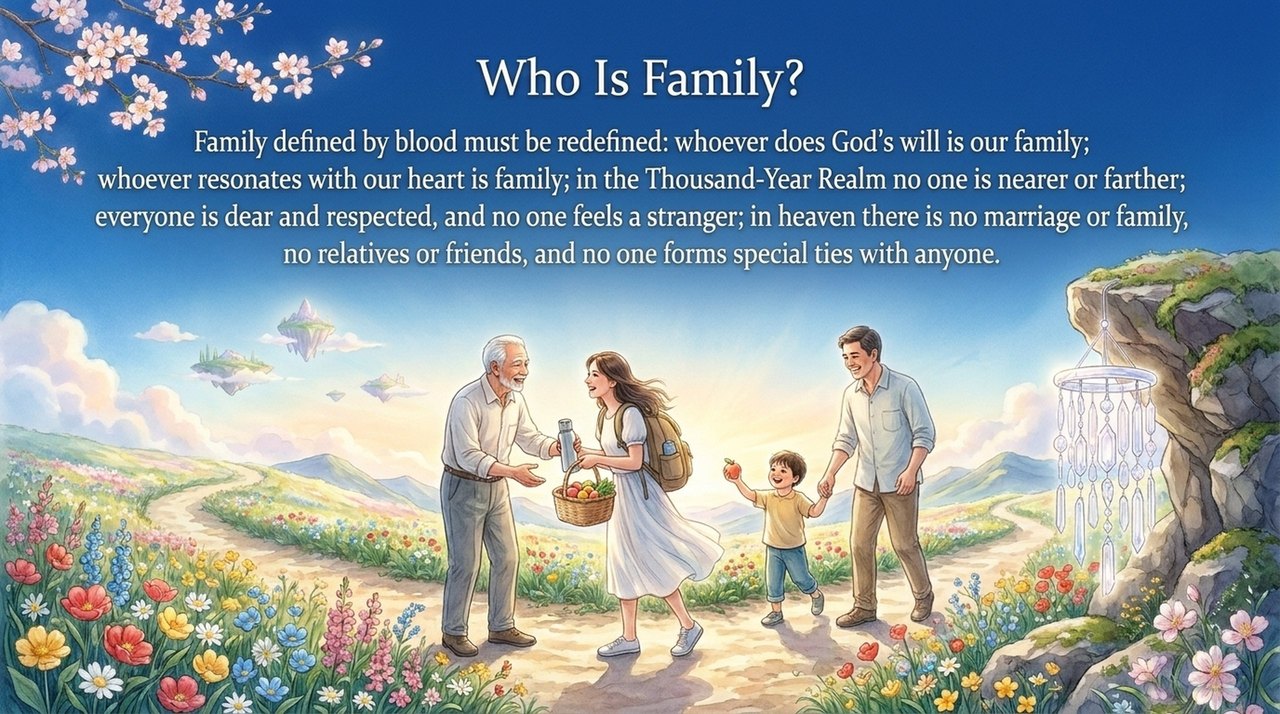 Who Is Family?
Family defined by blood must be redefined: whoever does God’s will is our family;
whoever resonates with our heart is family; in the Thousand-Year Realm no one is nearer or farther;
everyone is dear and respected, and no one feels a stranger; in heaven there is no marriage or family,
no relatives or friends, and no one forms special ties with anyone.